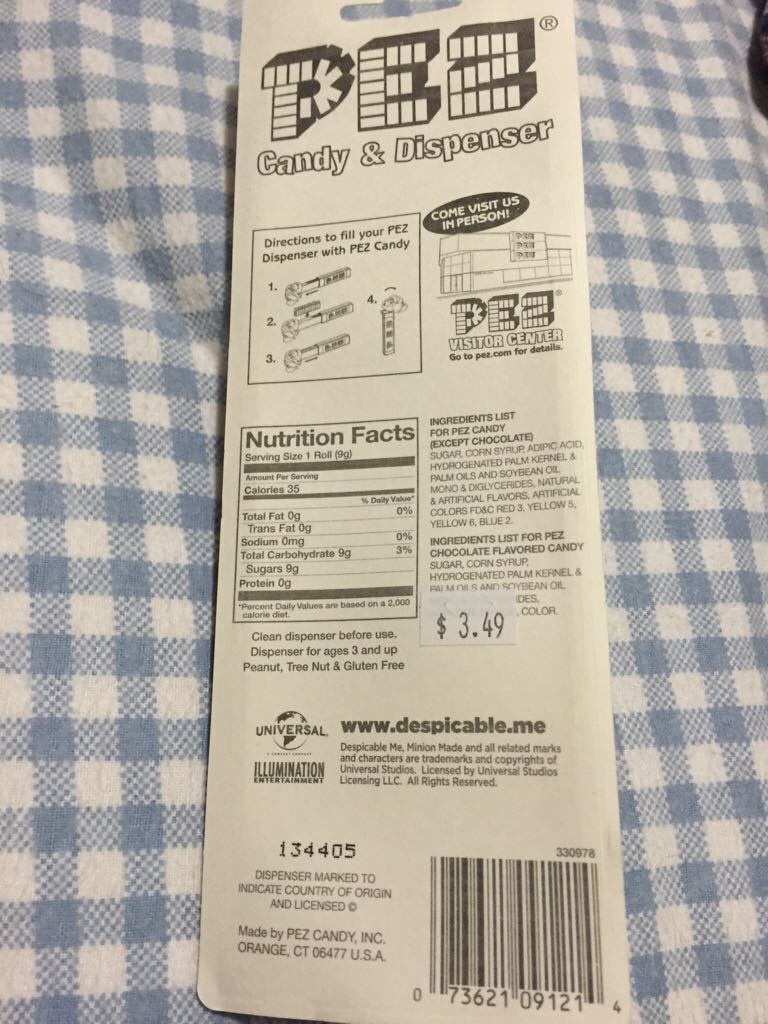 PEZ®
Candy & Dispenser
COME VISIT US
IN PERSON!
Directions to fill your PEZ
Dispenser with PEZ Candy
1.
2.
3.
4.
PEZ
PEZ
PEZ
PEZ®
VISITOR CENTER
Go to pez.com for details.
Nutrition Facts
Serving Size 1 Roll (9g)
Amount Per Serving
Calories 35
% Daily Value*
Total Fat 0g 0%
Trans Fat 0g
Sodium 0mg 0%
Total Carbohydrate 9g 3%
Sugars 9g
Protein 0g
*Percent Daily Values are based on a 2,000
calorie diet.
Clean dispenser before use.
Dispenser for ages 3 and up
Peanut, Tree Nut & Gluten Free
INGREDIENTS LIST
FOR PEZ CANDY
(EXCEPT CHOCOLATE)
SUGAR, CORN SYRUP, ADIPIC ACID,
HYDROGENATED PALM KERNEL &
PALM OILS AND SOYBEAN OIL
MONO & DIGLYCERIDES, NATURAL
& ARTIFICIAL FLAVORS, ARTIFICIAL
COLORS FD&C RED 3, YELLOW 5,
YELLOW 6, BLUE 2.
INGREDIENTS LIST FOR PEZ
CHOCOLATE FLAVORED CANDY
SUGAR, CORN SYRUP,
HYDROGENATED PALM KERNEL &
PALM OILS AND SOYBEAN OIL
IDES,
, COLOR.
$ 3.49
UNIVERSAL
ILLUMINATION
ENTERTAINMENT
www.despicable.me
Despicable Me, Minion Made and all related marks
and characters are trademarks and copyrights of
Universal Studios. Licensed by Universal Studios
Licensing LLC. All Rights Reserved.
134405
DISPENSER MARKED TO
INDICATE COUNTRY OF ORIGIN
AND LICENSED ©
Made by PEZ CANDY, INC.
ORANGE, CT 06477 U.S.A.
330978
0 73621 09121 4